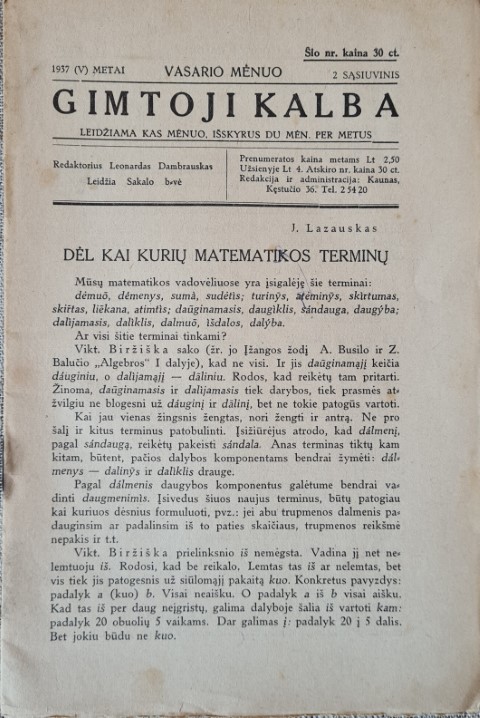 Šio nr. kaina 30 ct.
1937 (V) METAI VASARIO MĖNUO 2 SĄSIUVINIS
GIMTOJI KALBA
LEIDŽIAMA KAS MĖNUO, IŠSKYRUS DU MĖN. PER METUS
Redaktorius Leonardas Dambrauskas
Leidžia Sakalo b-vė
Prenumeratos kaina metams Lt 2,50
Užsienyje Lt 4. Atskiro nr. kaina 30 ct.
Redakcija ir administracija: Kaunas,
Kęstučio 36. Tel. 2 54 20
J. Lazauskas
DĖL KAI KURIŲ MATEMATIKOS TERMINŲ
Mūsų matematikos vadovėliuose yra įsigalėję šie terminai:
dėmuõ, dėmenys, sumà, sudėtìs; turinỹs, atėminỹs, skìrtumas,
skirtas, liẽkana, atimtìs; daũginamasis, daugìklis, sándauga, daugýba;
dalìjamasis, dalìklis, dalmuõ, ìšdalos, dalýba.
Ar visi šitie terminai tinkami?
Vikt. Biržiška sako (žr. jo Įžangos žodį A. Busilo ir Z.
Balučio „Algebros" I dalyje), kad ne visi. Ir jis daũginamąjį keičia
dáuginiu, o dalìjamąjį — dãliniu. Rodos, kad reikėtų tam pritarti.
Žinoma, daũginamasis ir dalìjamasis tiek darybos, tiek prasmės at-
žvilgiu ne blogesni už dáuginį ir dãlinį, bet ne tokie patogūs vartoti.
Kai jau vienas žingsnis žengtas, nori žengti ir antrą. Ne pro
šalį ir kitus terminus patobulinti. Įsižiūrėjus atrodo, kad dálmenį,
pagal sándaugą, reikėtų pakeisti sándala. Anas terminas tiktų kam
kitam, būtent, pačios dalybos komponentams bendrai žymėti: dál-
menys — dalinỹs ir dalìklis drauge.
Pagal dálmenis daugybos komponentus galėtume bendrai va-
dinti daugmenimìs. Įsivedus šiuos naujus terminus, būtų patogiau
kai kuriuos dėsnius formuluoti, pvz.: jei abu trupmenos dalmenis pa-
dauginsim ar padalinsim iš to paties skaičiaus, trupmenos reikšmė
nepakis ir t.t.
Vikt. Biržiška prielinksnio iš nemėgsta. Vadina jį net ne-
lemtuoju iš. Rodosi, kad be reikalo. Lemtas tas iš ar nelemtas, bet
vis tiek jis patogesnis už siūlomąjį pakaitą kuo. Konkretus pavyzdys:
padalyk a (kuo) b. Visai neaišku. O padalyk a iš b visai aišku.
Kad tas iš per daug neįgristų, galima dalyboje šalia iš vartoti kam:
padalyk 20 obuolių 5 vaikams. Dar galimas į: padalyk 20 į 5 dalis.
Bet jokiu būdu ne kuo.